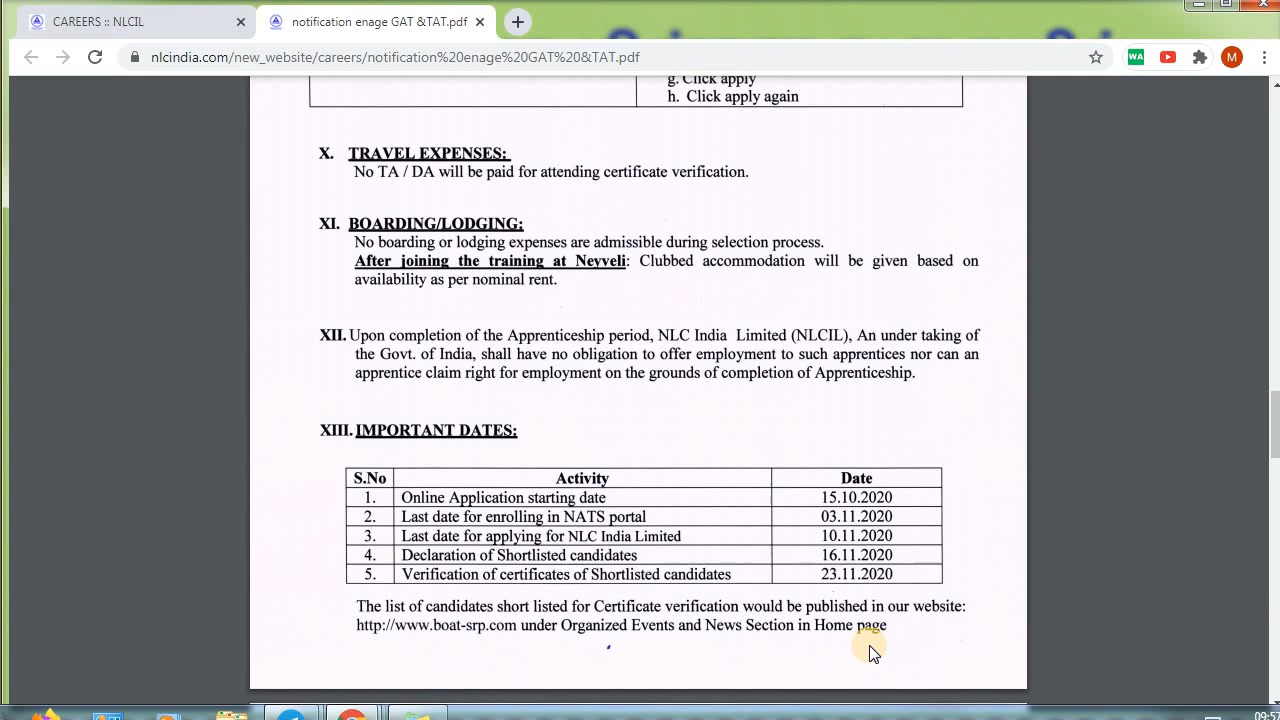 CAREERS :: NLCIL
notification enage GAT &TAT.pdf
nlcindia.com/new_website/careers/notification%20enage%20GAT%20&TAT.pdf
WA
M
g. Click apply
h. Click apply again
X. TRAVEL EXPENSES:
No TA / DA will be paid for attending certificate verification.
XI. BOARDING/LODGING:
No boarding or lodging expenses are admissible during selection process.
After joining the training at Neyveli: Clubbed accommodation will be given based on
availability as per nominal rent.
XII. Upon completion of the Apprenticeship period, NLC India Limited (NLCIL), An under taking of
the Govt. of India, shall have no obligation to offer employment to such apprentices nor can an
apprentice claim right for employment on the grounds of completion of Apprenticeship.
XIII. IMPORTANT DATES:
S.No Activity Date
1. Online Application starting date 15.10.2020
2. Last date for enrolling in NATS portal 03.11.2020
3. Last date for applying for NLC India Limited 10.11.2020
4. Declaration of Shortlisted candidates 16.11.2020
5. Verification of certificates of Shortlisted candidates 23.11.2020
The list of candidates short listed for Certificate verification would be published in our website:
http://www.boat-srp.com under Organized Events and News Section in Home page